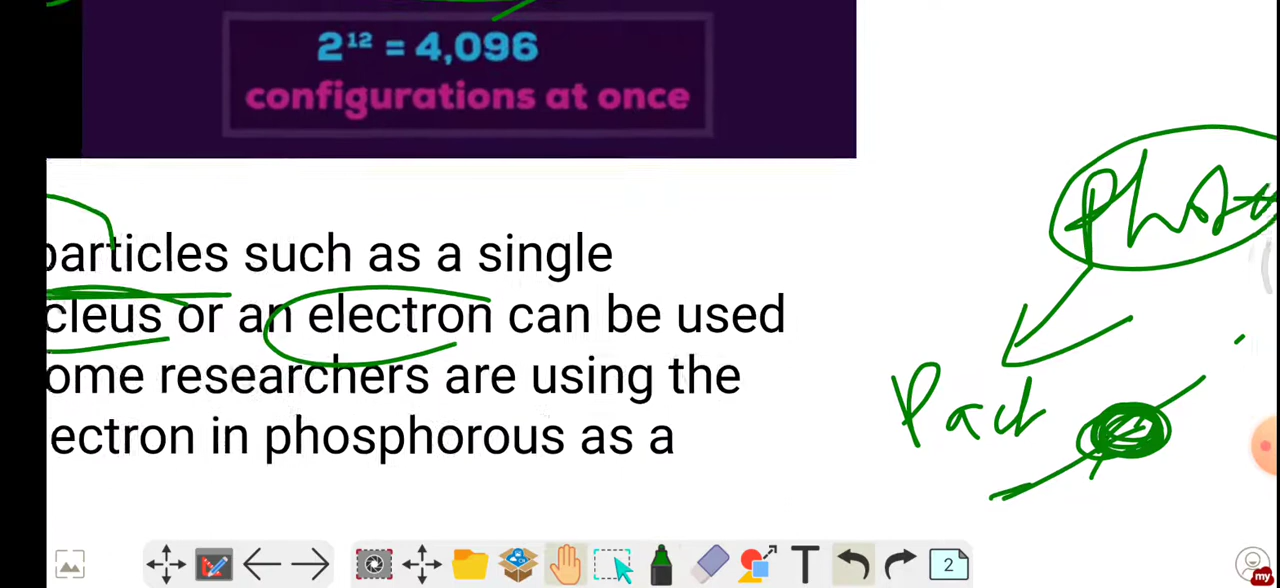 2¹² = 4,096
configurations at once
particles such as a single
cleus or an electron can be used
ome researchers are using the
ectron in phosphorous as a
T
2
my